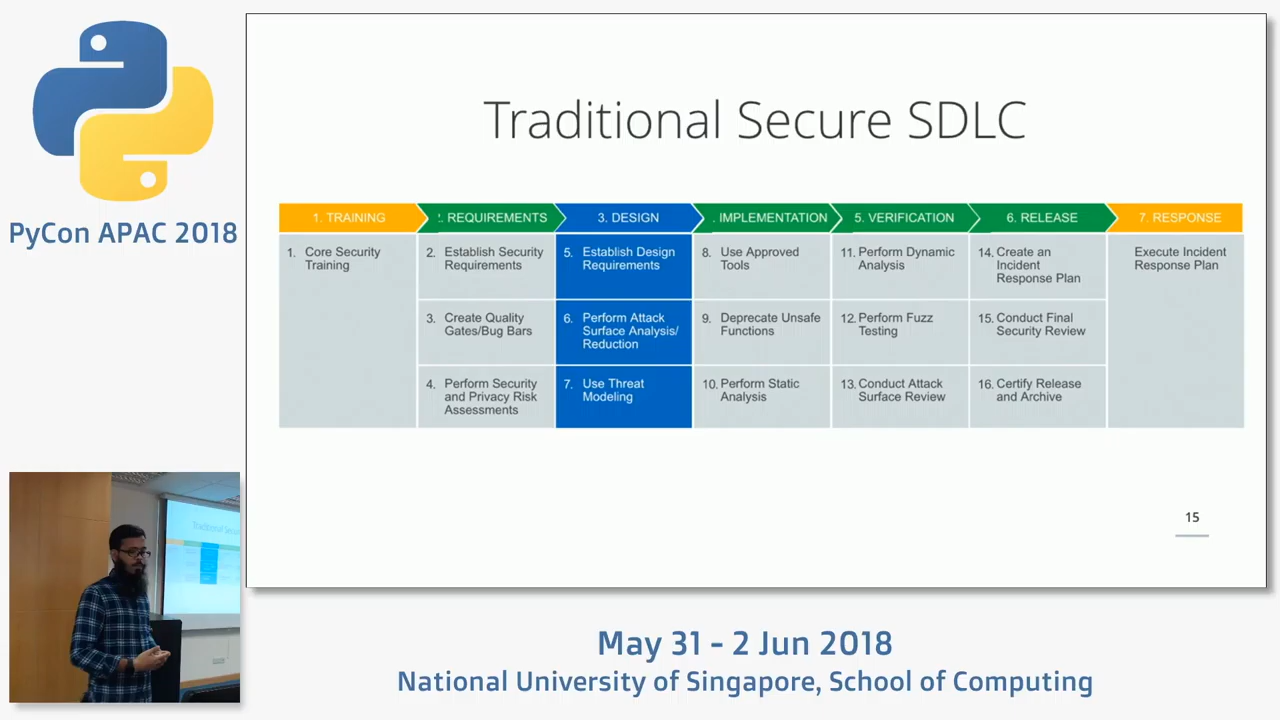 Traditional Secure SDLC
1. TRAINING
2. REQUIREMENTS
3. DESIGN
. IMPLEMENTATION
5. VERIFICATION
6. RELEASE
7. RESPONSE
1. Core Security
Training
2. Establish Security
Requirements
3. Create Quality
Gates/Bug Bars
4. Perform Security
and Privacy Risk
Assessments
5. Establish Design
Requirements
6. Perform Attack
Surface Analysis/
Reduction
7. Use Threat
Modeling
8. Use Approved
Tools
9. Deprecate Unsafe
Functions
10. Perform Static
Analysis
11. Perform Dynamic
Analysis
12. Perform Fuzz
Testing
13. Conduct Attack
Surface Review
14. Create an
Incident
Response Plan
15. Conduct Final
Security Review
16. Certify Release
and Archive
Execute Incident
Response Plan
15
PyCon APAC 2018
Traditional Secure
May 31 - 2 Jun 2018
National University of Singapore, School of Computing